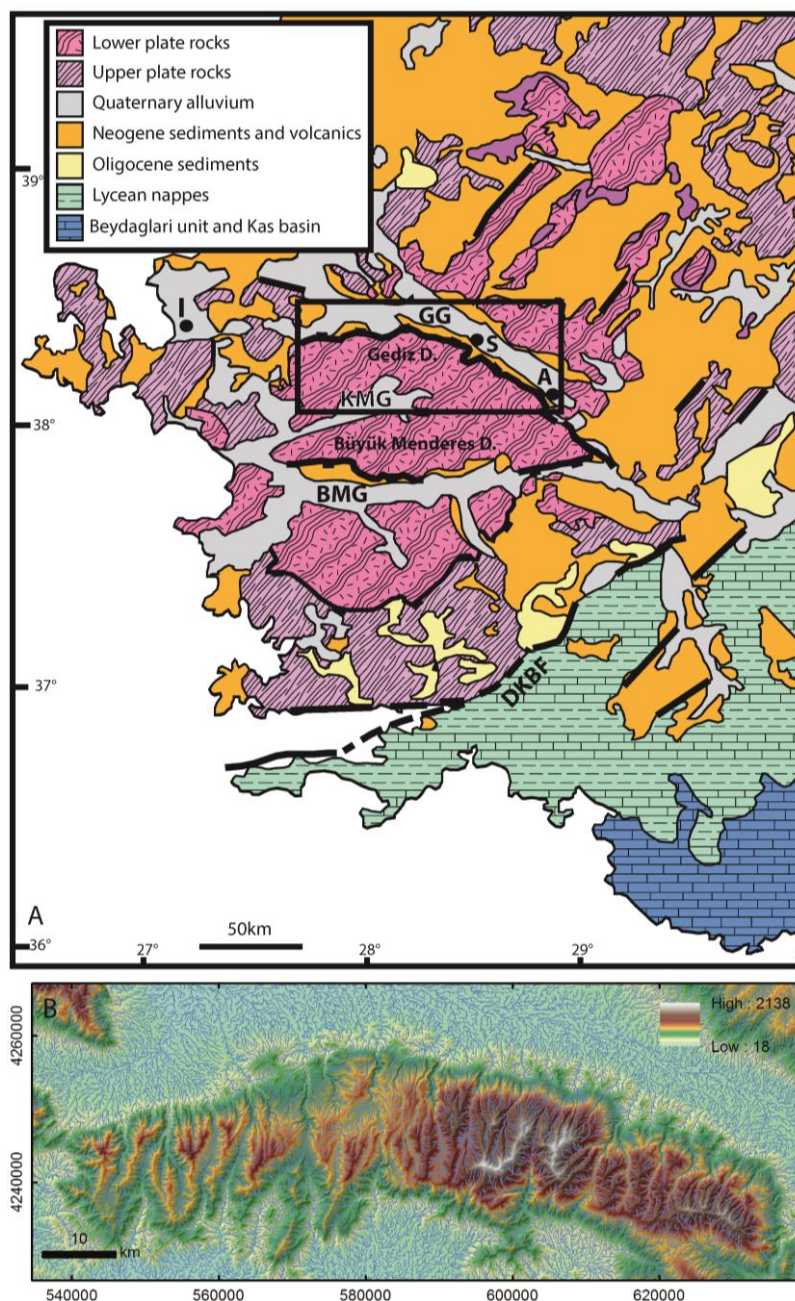 Lower plate rocks
Upper plate rocks
Quaternary alluvium
Neogene sediments and volcanics
Oligocene sediments
Lycean nappes
Beydaglari unit and Kas basin
39°
I
GG
S
Gediz D.
A
KMG
38°
Büyük Menderes D.
BMG
37°
DKBF
A
50km
36°
27°
28°
29°
B
High : 2138
Low : 18
4260000
4240000
10
km
540000
560000
580000
600000
620000